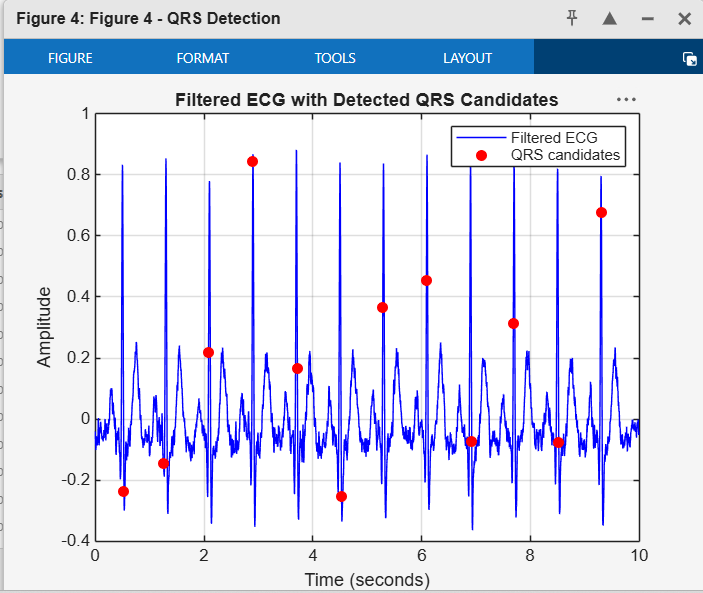 Figure 4: Figure 4 - QRS Detection
FIGURE FORMAT TOOLS LAYOUT
Filtered ECG with Detected QRS Candidates
Filtered ECG
QRS candidates
1
0.8
0.6
0.4
0.2
0
-0.2
-0.4
Amplitude
0 2 4 6 8 10
Time (seconds)